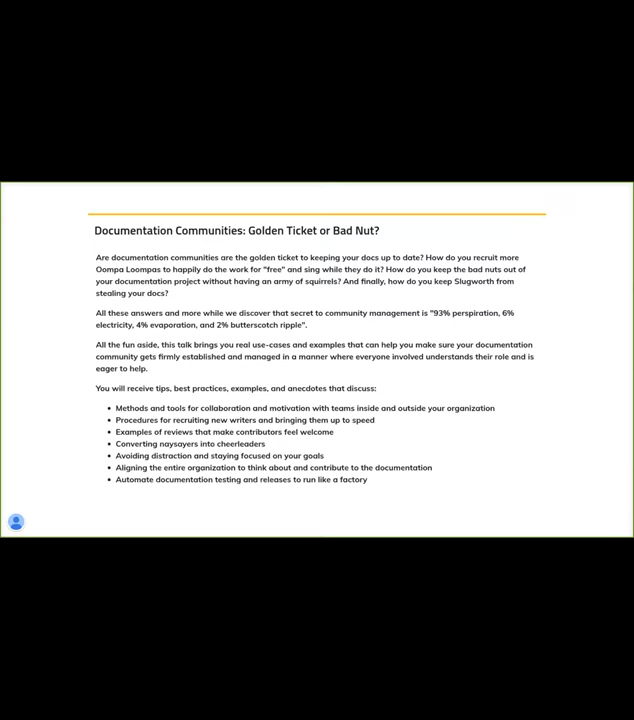 Documentation Communities: Golden Ticket or Bad Nut?
Are documentation communities are the golden ticket to keeping your docs up to date? How do you recruit more
Oompa Loompas to happily do the work for "free" and sing while they do it? How do you keep the bad nuts out of
your documentation project without having an army of squirrels? And finally, how do you keep Slugworth from
stealing your docs?
All these answers and more while we discover that secret to community management is "93% perspiration, 6%
electricity, 4% evaporation, and 2% butterscotch ripple".
All the fun aside, this talk brings you real use-cases and examples that can help you make sure your documentation
community gets firmly established and managed in a manner where everyone involved understands their role and is
eager to help.
You will receive tips, best practices, examples, and anecdotes that discuss:
• Methods and tools for collaboration and motivation with teams inside and outside your organization
• Procedures for recruiting new writers and bringing them up to speed
• Examples of reviews that make contributors feel welcome
• Converting naysayers into cheerleaders
• Avoiding distraction and staying focused on your goals
• Aligning the entire organization to think about and contribute to the documentation
• Automate documentation testing and releases to run like a factory